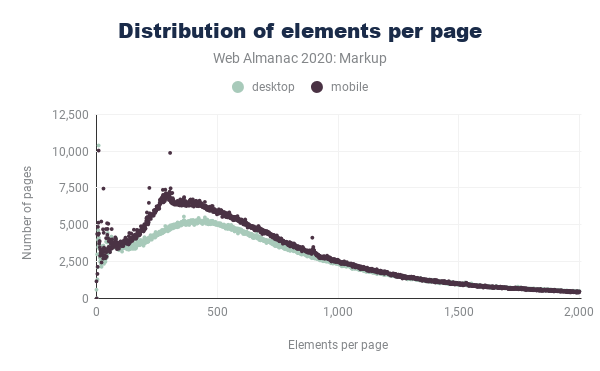 Distribution of elements per page
Web Almanac 2020: Markup
desktop mobile
12,500
10,000
7,500
5,000
2,500
0
Number of pages
0 500 1,000 1,500 2,000
Elements per page